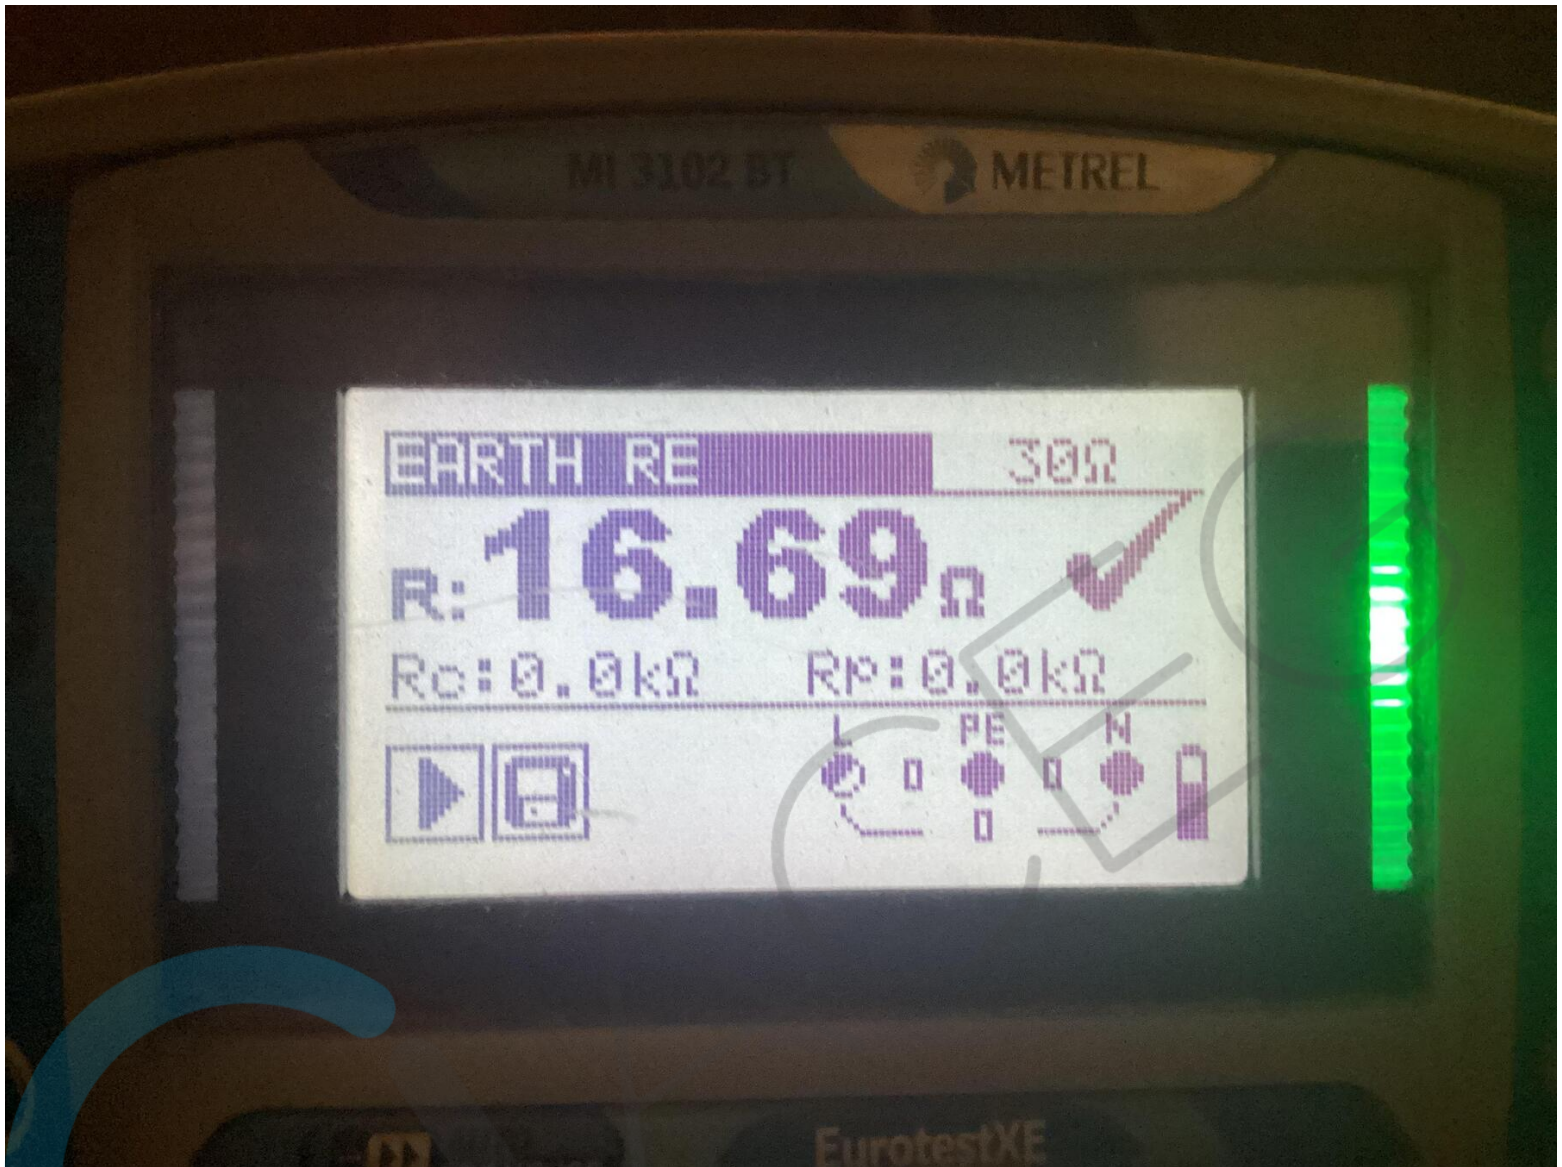 MI 3102 BT
METREL
EARTH RE 30Ω
R:16.69Ω
Rc:0.0kΩ Rp:0.0kΩ
L PE N
EurotestXE